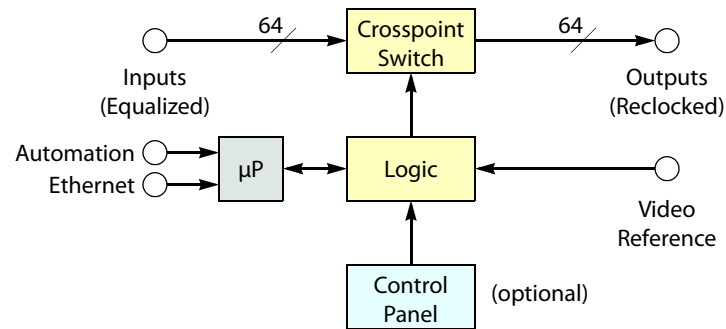 64
Crosspoint
Switch
64
Inputs
(Equalized)
Outputs
(Reclocked)
Automation
Ethernet
µP
Logic
Video
Reference
Control
Panel
(optional)